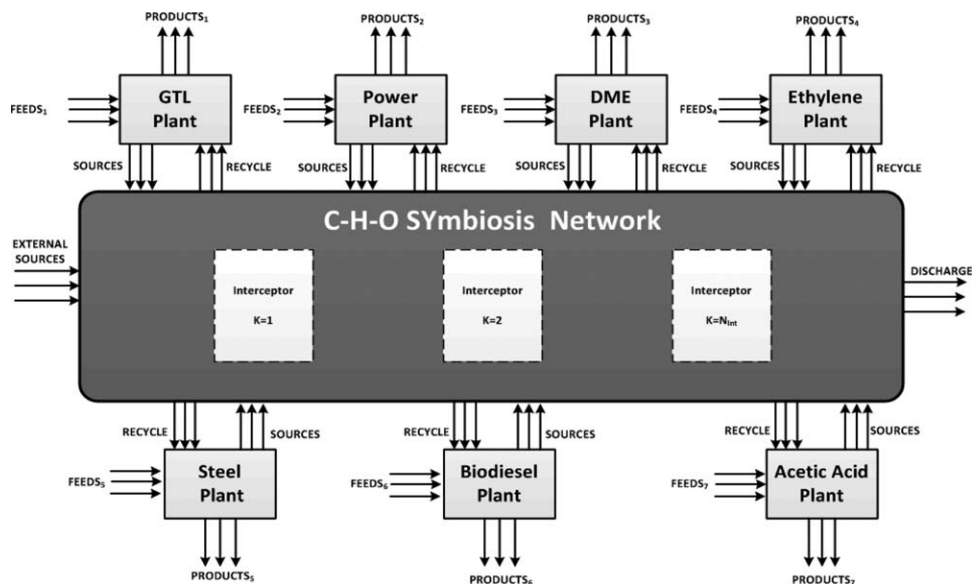 PRODUCTS₁
PRODUCTS₂
PRODUCTS₃
PRODUCTS₄
FEEDS₁
GTL
Plant
FEEDS₂
Power
Plant
FEEDS₃
DME
Plant
FEEDS₄
Ethylene
Plant
SOURCES
RECYCLE
SOURCES
RECYCLE
SOURCES
RECYCLE
SOURCES
RECYCLE
C-H-O SYmbiosis Network
EXTERNAL
SOURCES
Interceptor
K=1
Interceptor
K=2
Interceptor
K=N_Int
DISCHARGE
RECYCLE
SOURCES
RECYCLE
SOURCES
RECYCLE
SOURCES
FEEDS₅
Steel
Plant
FEEDS₆
Biodiesel
Plant
FEEDS₇
Acetic Acid
Plant
PRODUCTS₅
PRODUCTS₆
PRODUCTS₇